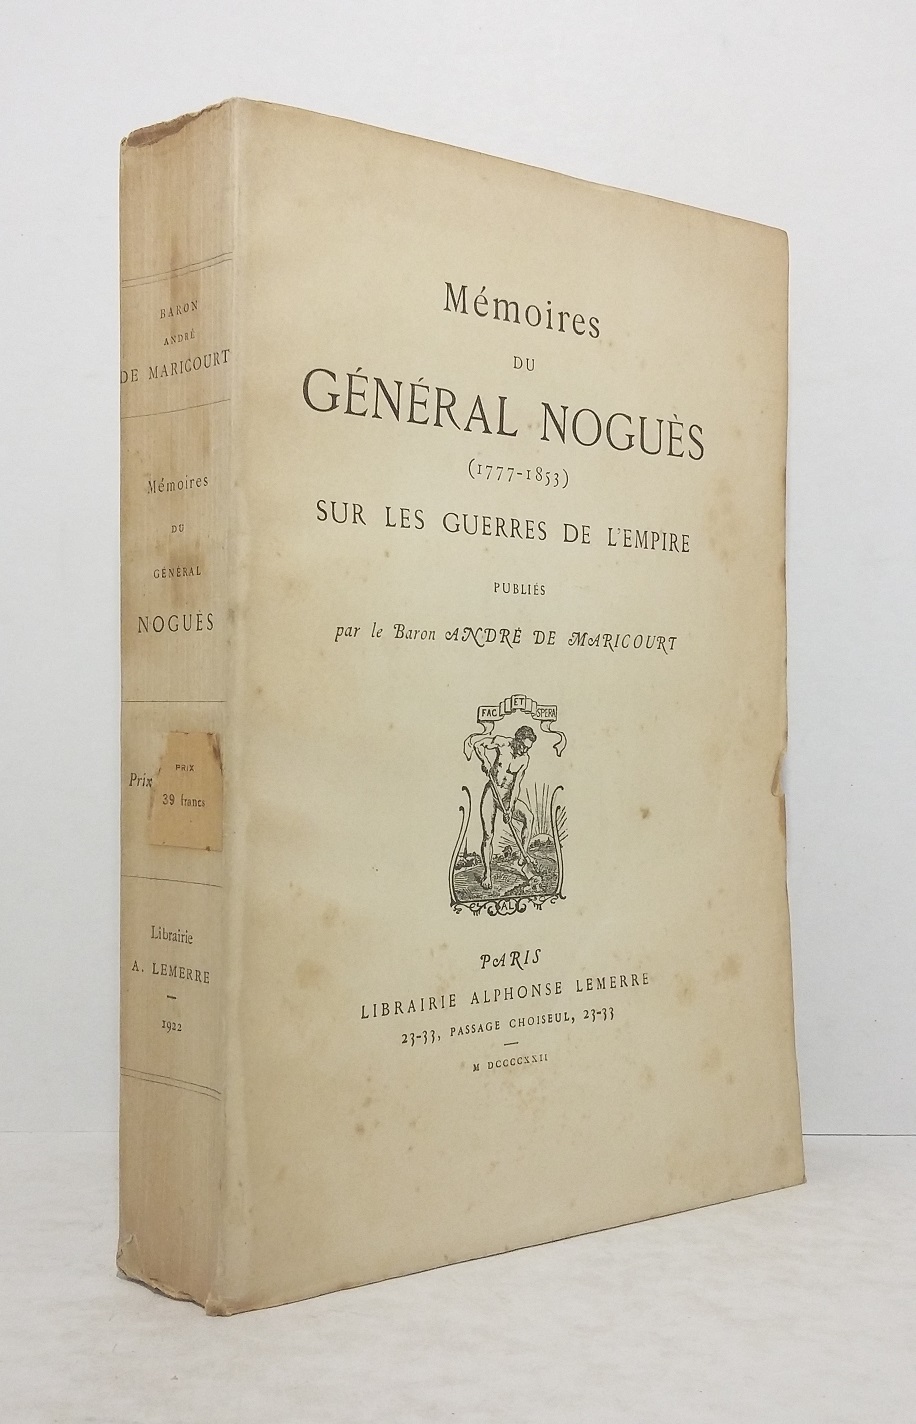 BARON
ANDRÉ
DE MARICOURT
Mémoires
DU
GÉNÉRAL
NOGUÈS
Prix
PRIX
39 francs
Librairie
A. LEMERRE
1922
Mémoires
DU
GÉNÉRAL NOGUÈS
(1777-1853)
SUR LES GUERRES DE L'EMPIRE
PUBLIÉS
par le Baron ANDRÉ DE MARICOURT
FAC ET SPERA
AL
PARIS
LIBRAIRIE ALPHONSE LEMERRE
23-33, PASSAGE CHOISEUL, 23-33
M DCCCCXXII